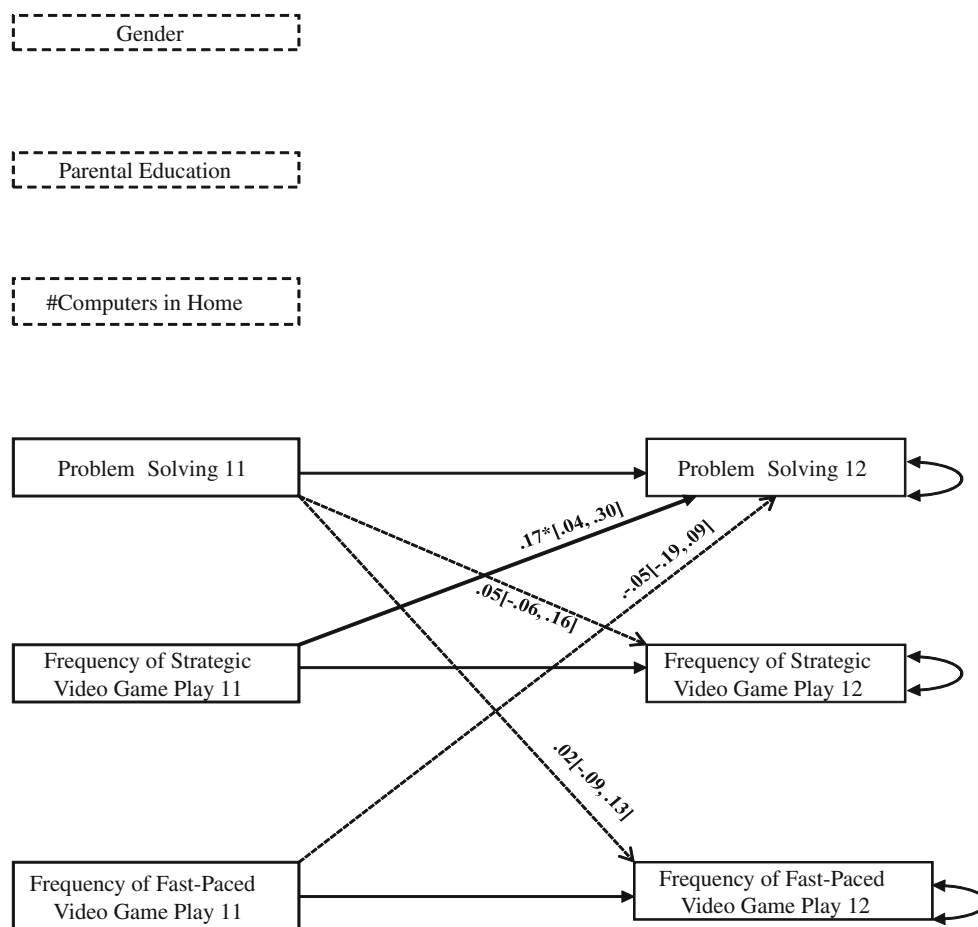 Gender
Parental Education
#Computers in Home
Problem Solving 11
Problem Solving 12
.17*[.04, .30]
.-.05[-.19, .09]
.05[-.06, .16]
Frequency of Strategic
Video Game Play 11
Frequency of Strategic
Video Game Play 12
.02[-.09, .13]
Frequency of Fast-Paced
Video Game Play 11
Frequency of Fast-Paced
Video Game Play 12